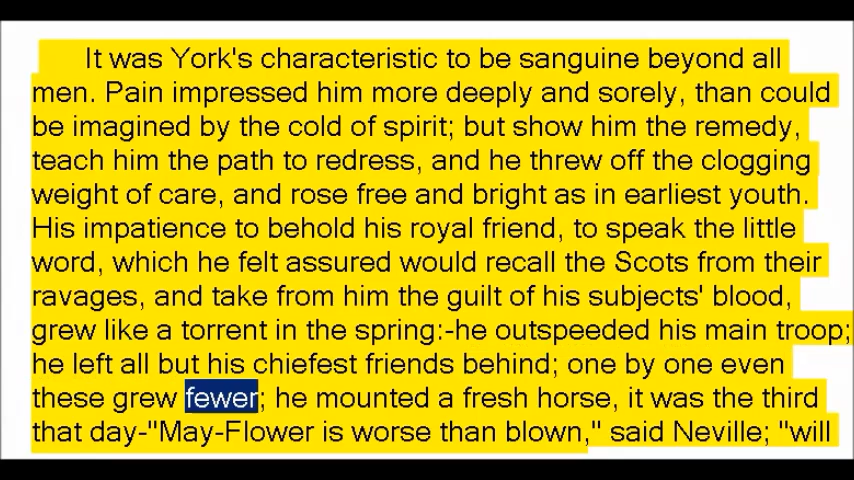 It was York's characteristic to be sanguine beyond all
men. Pain impressed him more deeply and sorely, than could
be imagined by the cold of spirit; but show him the remedy,
teach him the path to redress, and he threw off the clogging
weight of care, and rose free and bright as in earliest youth.
His impatience to behold his royal friend, to speak the little
word, which he felt assured would recall the Scots from their
ravages, and take from him the guilt of his subjects' blood,
grew like a torrent in the spring:-he outspeeded his main troop;
he left all but his chiefest friends behind; one by one even
these grew fewer; he mounted a fresh horse, it was the third
that day-"May-Flower is worse than blown," said Neville; "will